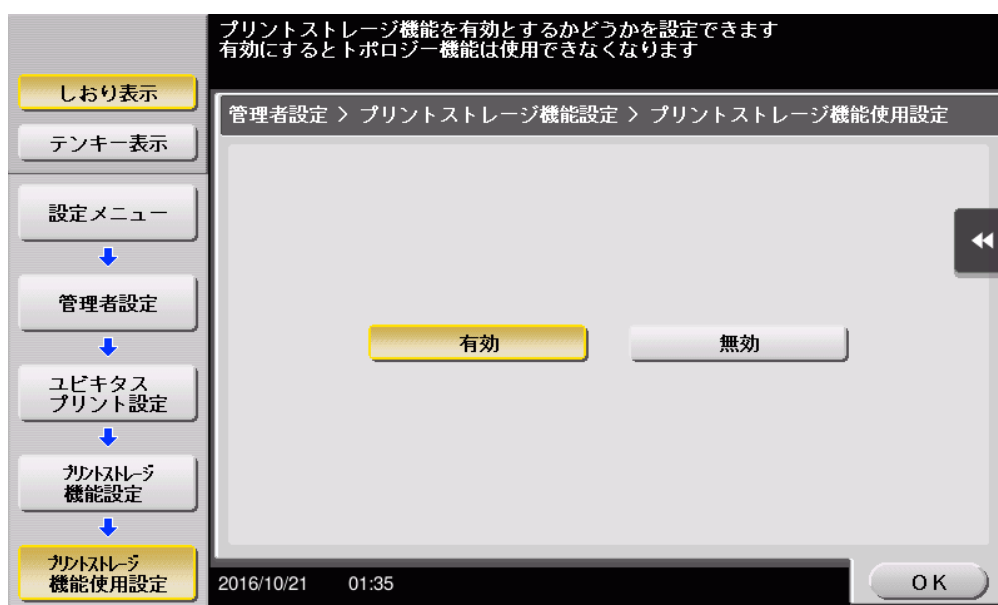 プリントストレージ機能を有効とするかどうかを設定できます
有効にするとトポロジー機能は使用できなくなります
しおり表示
テンキー表示
管理者設定 > プリントストレージ機能設定 > プリントストレージ機能使用設定
設定メニュー
管理者設定
ユビキタス
プリント設定
プリントストレージ
機能設定
プリントストレージ
機能使用設定
有効
無効
2016/10/21 01:35
OK